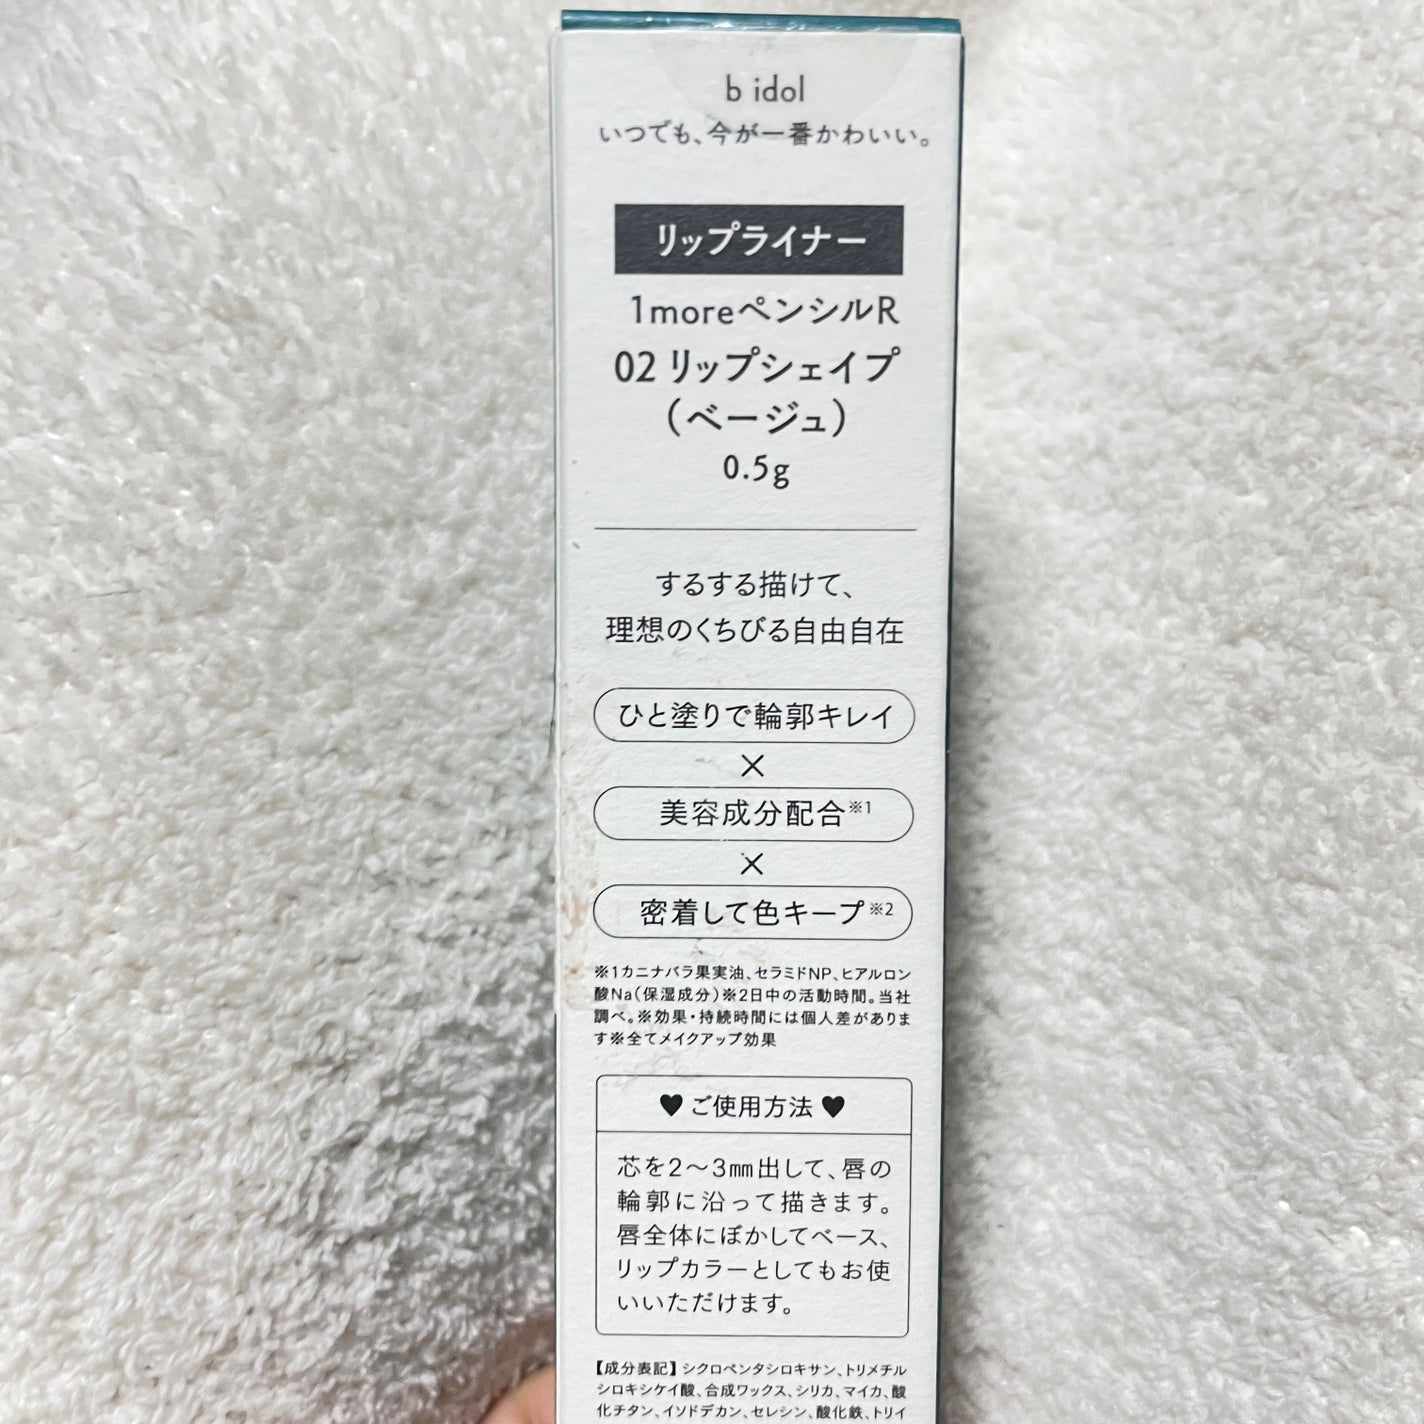 b idol
いつでも、今が一番かわいい。
リップライナー
1moreペンシルR
02 リップシェイプ
(ベージュ)
0.5g
するする描けて、
理想のくちびる自由自在
ひと塗りで輪郭キレイ
×
美容成分配合※1
×
密着して色キープ※2
※1カニナバラ果実油、セラミドNP、ヒアルロン
酸Na(保湿成分)※2日中の活動時間。当社
調べ。※効果・持続時間には個人差がありま
す※全てメイクアップ効果
♥ご使用方法♥
芯を2〜3㎜出して、唇の
輪郭に沿って描きます。
唇全体にぼかしてベース、
リップカラーとしてもお使
いいただけます。
【成分表記】シクロペンタシロキサン、トリメチル
シロキシケイ酸、合成ワックス、シリカ、マイカ、酸
化チタン、イソドデカン、セレシン、酸化鉄、トリイ